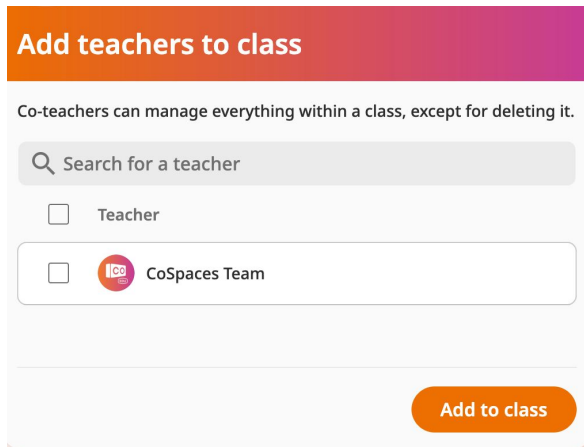 Add teachers to class
Co-teachers can manage everything within a class, except for deleting it.
Search for a teacher
Teacher
CO
CoSpaces Team
Add to class